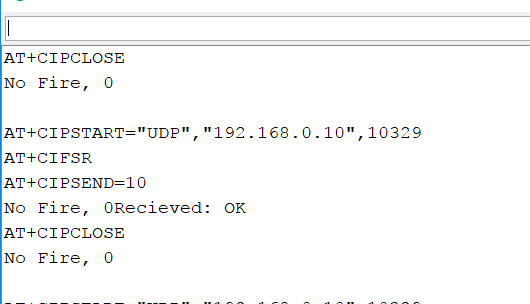 AT+CIPCLOSE
No Fire, 0
AT+CIPSTART="UDP","192.168.0.10",10329
AT+CIFSR
AT+CIPSEND=10
No Fire, 0Recieved: OK
AT+CIPCLOSE
No Fire, 0